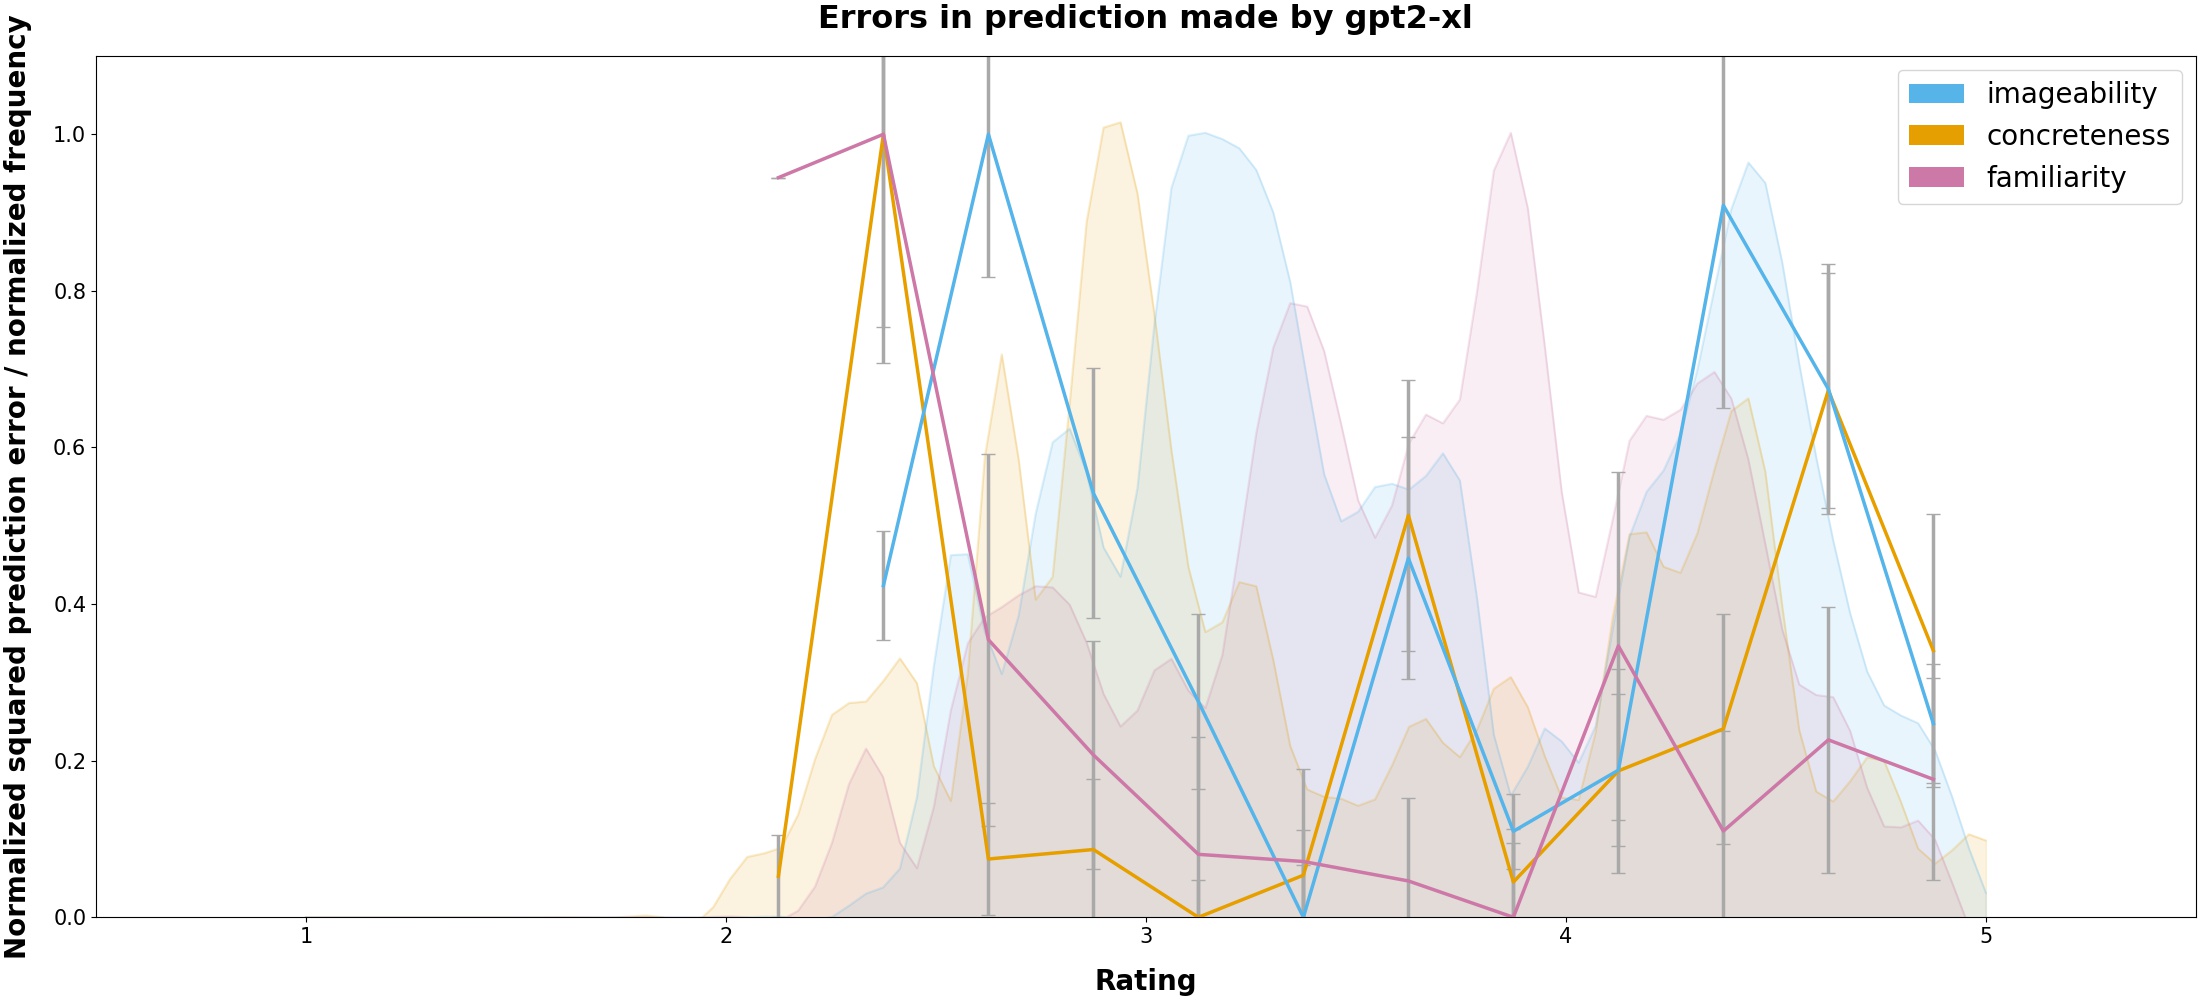 Errors in prediction made by gpt2-xl
Normalized squared prediction error / normalized frequency
1.0
0.8
0.6
0.4
0.2
0.0
imageability
concreteness
familiarity
1 2 3 4 5
Rating